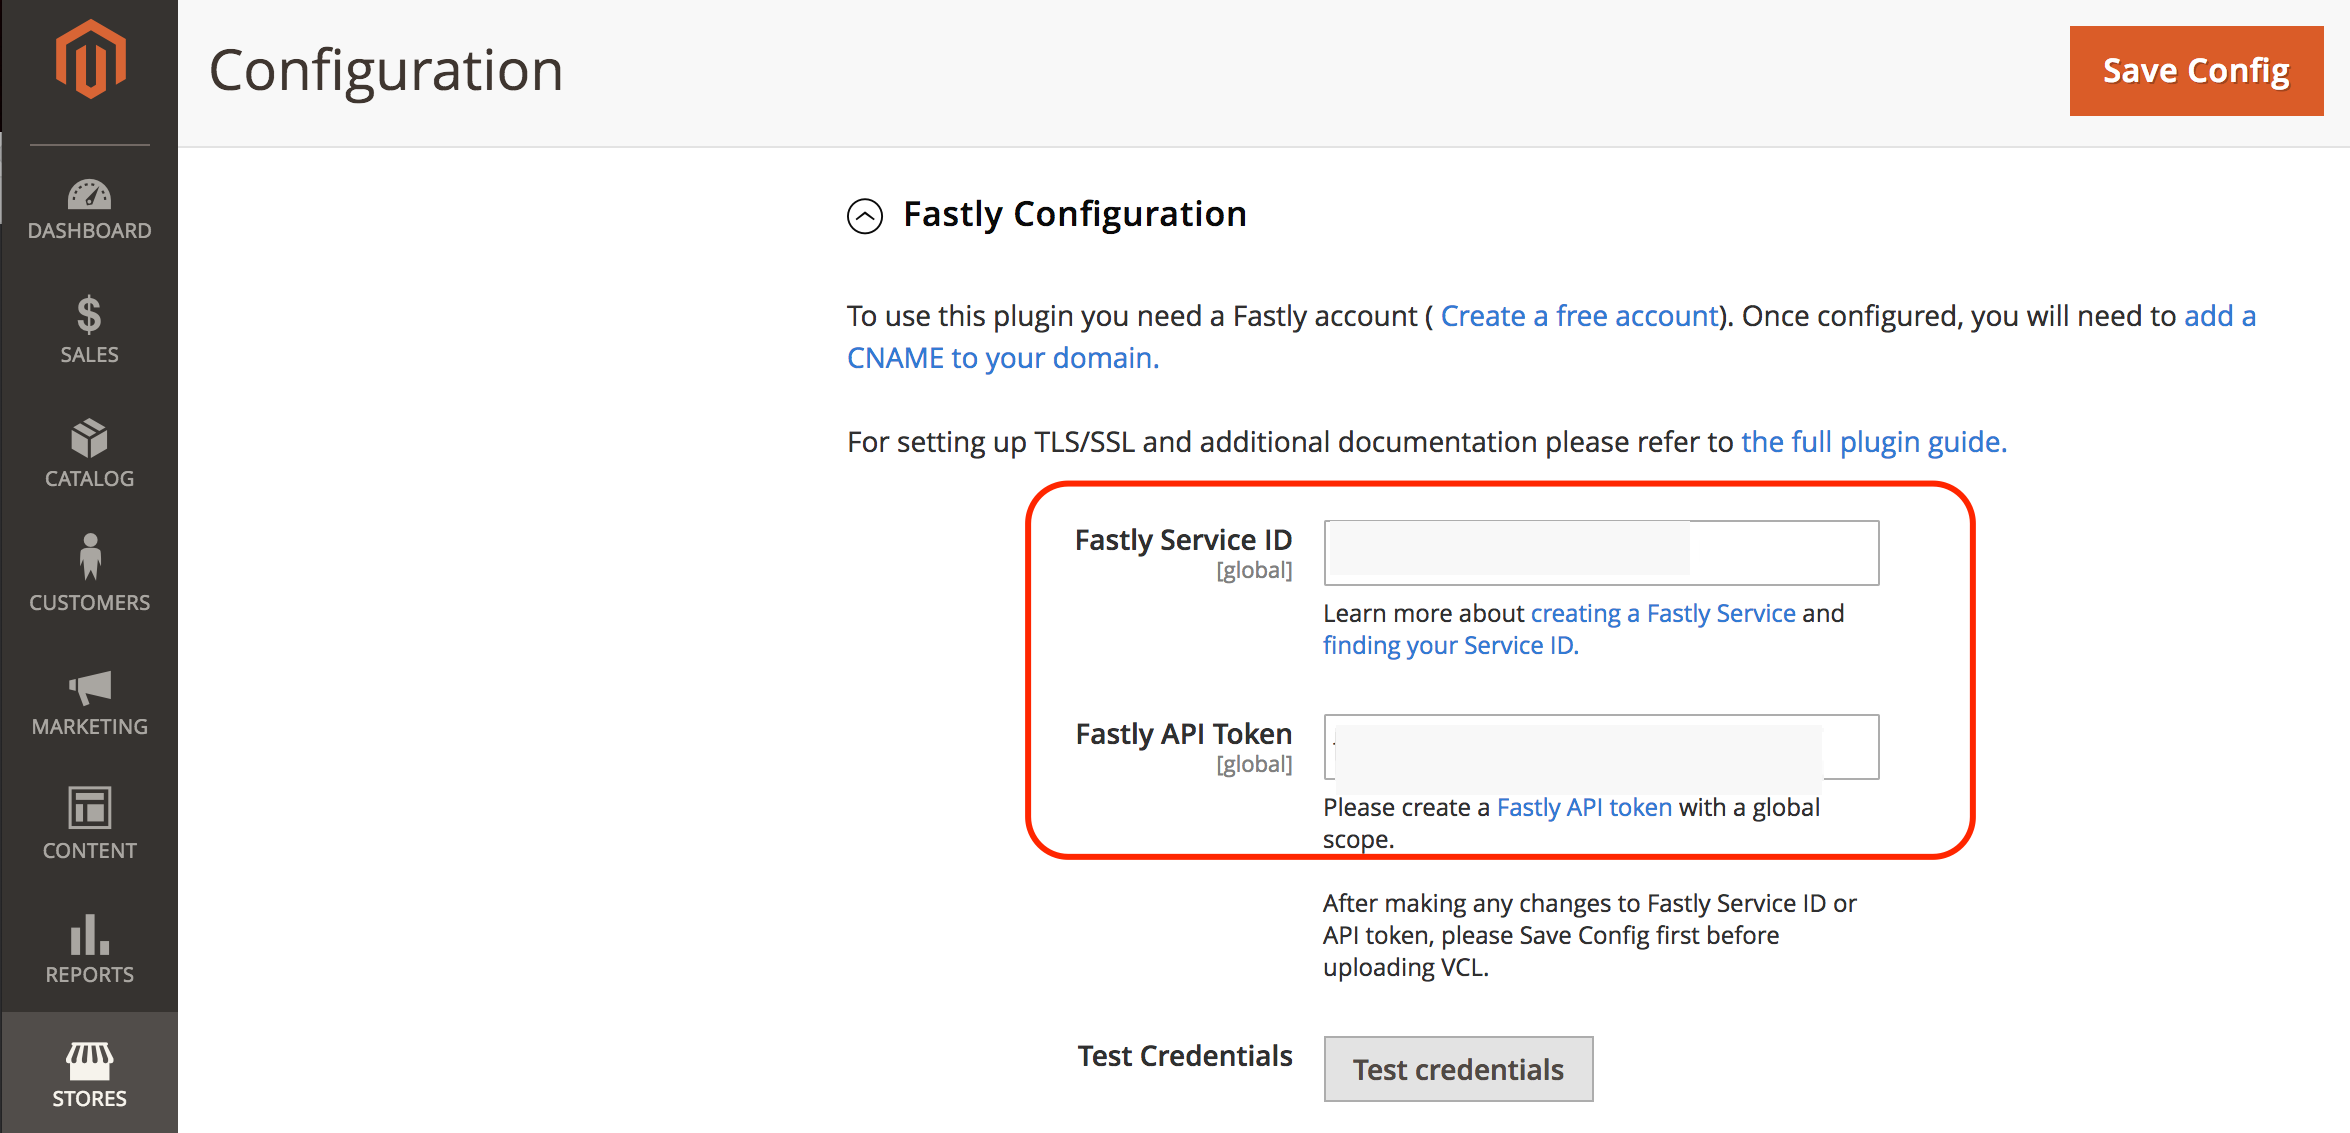 Configuration
Save Config
DASHBOARD
SALES
CATALOG
CUSTOMERS
MARKETING
CONTENT
REPORTS
STORES
Fastly Configuration
To use this plugin you need a Fastly account ( Create a free account). Once configured, you will need to add a
CNAME to your domain.
For setting up TLS/SSL and additional documentation please refer to the full plugin guide.
Fastly Service ID
[global]
Learn more about creating a Fastly Service and
finding your Service ID.
Fastly API Token
[global]
Please create a Fastly API token with a global
scope.
After making any changes to Fastly Service ID or
API token, please Save Config first before
uploading VCL.
Test Credentials
Test credentials